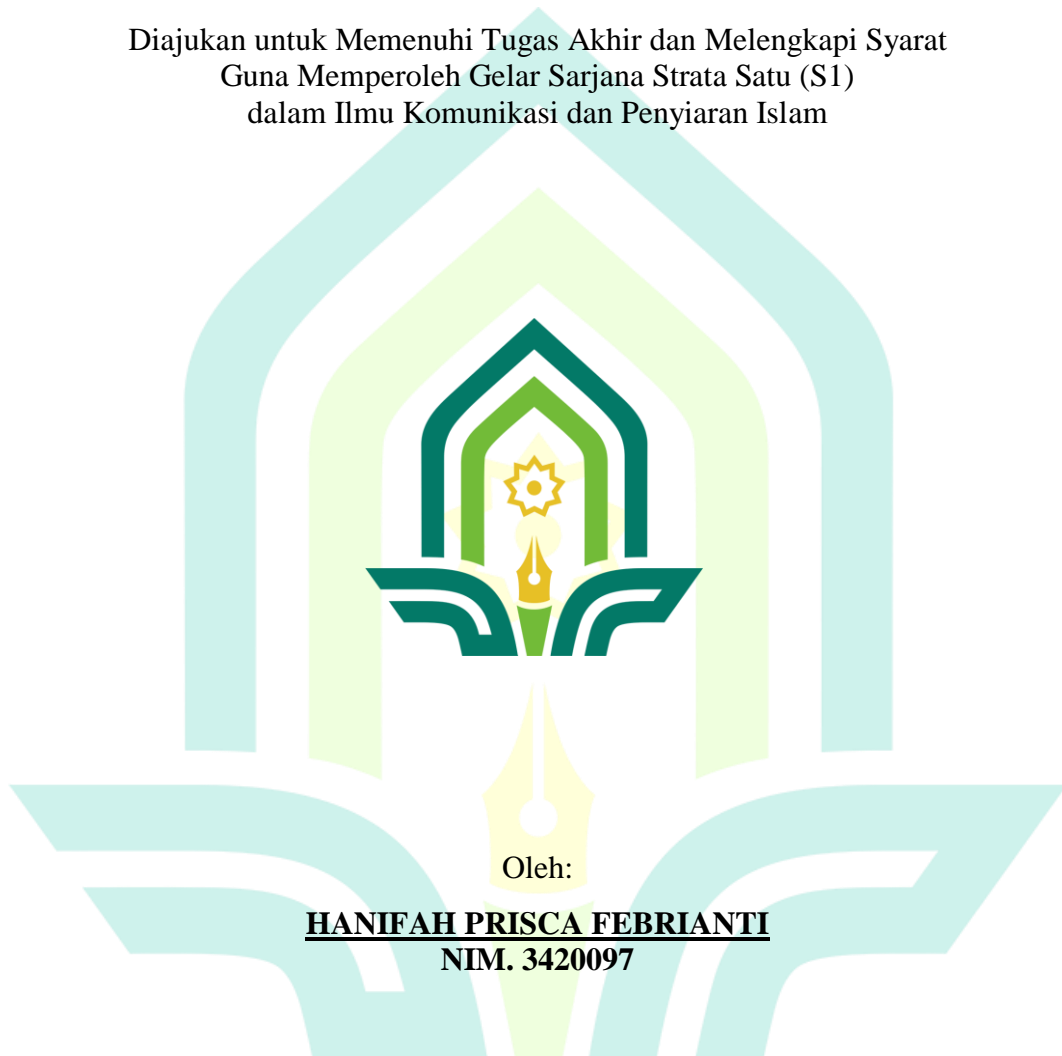 Diajukan untuk Memenuhi Tugas Akhir dan Melengkapi Syarat
Guna Memperoleh Gelar Sarjana Strata Satu (S1)
dalam Ilmu Komunikasi dan Penyiaran Islam
Oleh:
HANIFAH PRISCA FEBRIANTI
NIM. 3420097